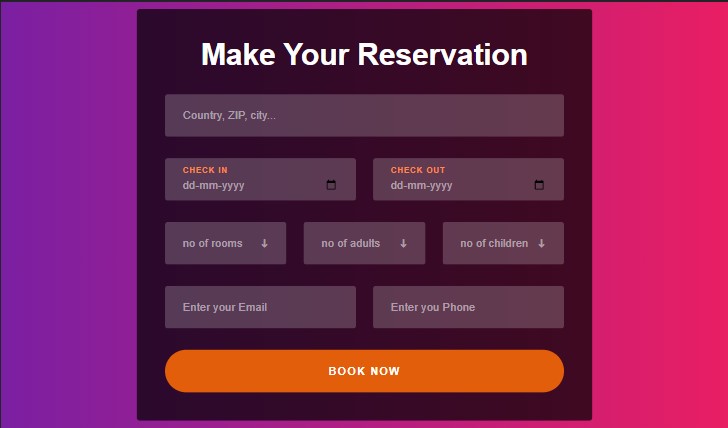 Make Your Reservation
Country, ZIP, city...
CHECK IN CHECK OUT
dd-mm-yyyy dd-mm-yyyy
no of rooms no of adults no of children
Enter your Email Enter you Phone
BOOK NOW